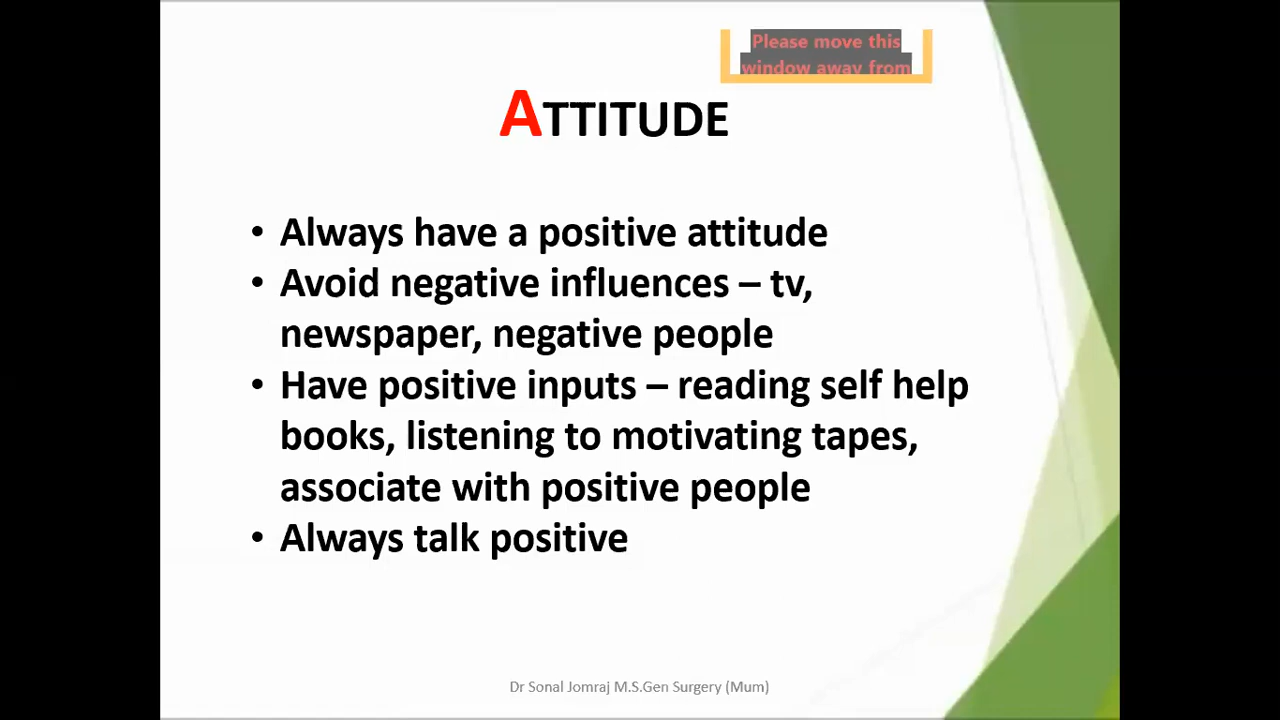 Please move this
window away from
ATTITUDE
• Always have a positive attitude
• Avoid negative influences – tv,
newspaper, negative people
• Have positive inputs – reading self help
books, listening to motivating tapes,
associate with positive people
• Always talk positive
Dr Sonal Jomraj M.S.Gen Surgery (Mum)